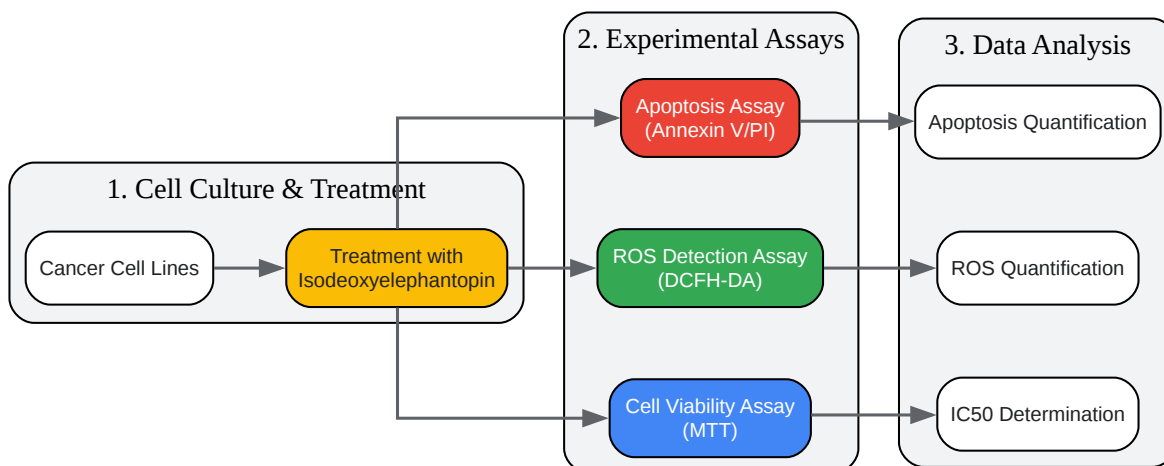 1. Cell Culture & Treatment
Cancer Cell Lines
Treatment with
Isodeoxyelephantopin
2. Experimental Assays
Apoptosis Assay
(Annexin V/PI)
ROS Detection Assay
(DCFH-DA)
Cell Viability Assay
(MTT)
3. Data Analysis
Apoptosis Quantification
ROS Quantification
IC50 Determination